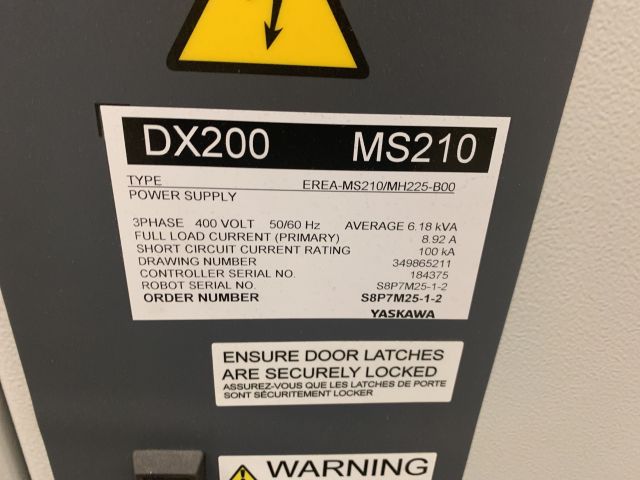 DX200 MS210
TYPE EREA-MS210/MH225-B00
POWER SUPPLY
3PHASE 400 VOLT 50/60 Hz AVERAGE 6.18 kVA
FULL LOAD CURRENT (PRIMARY) 8.92 A
SHORT CIRCUIT CURRENT RATING 100 kA
DRAWING NUMBER 349865211
CONTROLLER SERIAL NO. 184375
ROBOT SERIAL NO. S8P7M25-1-2
ORDER NUMBER S8P7M25-1-2
YASKAWA
ENSURE DOOR LATCHES
ARE SECURELY LOCKED
ASSUREZ-VOUS QUE LES LATCHES DE PORTE
SONT SÉCURITEMENT LOCKER
WARNING